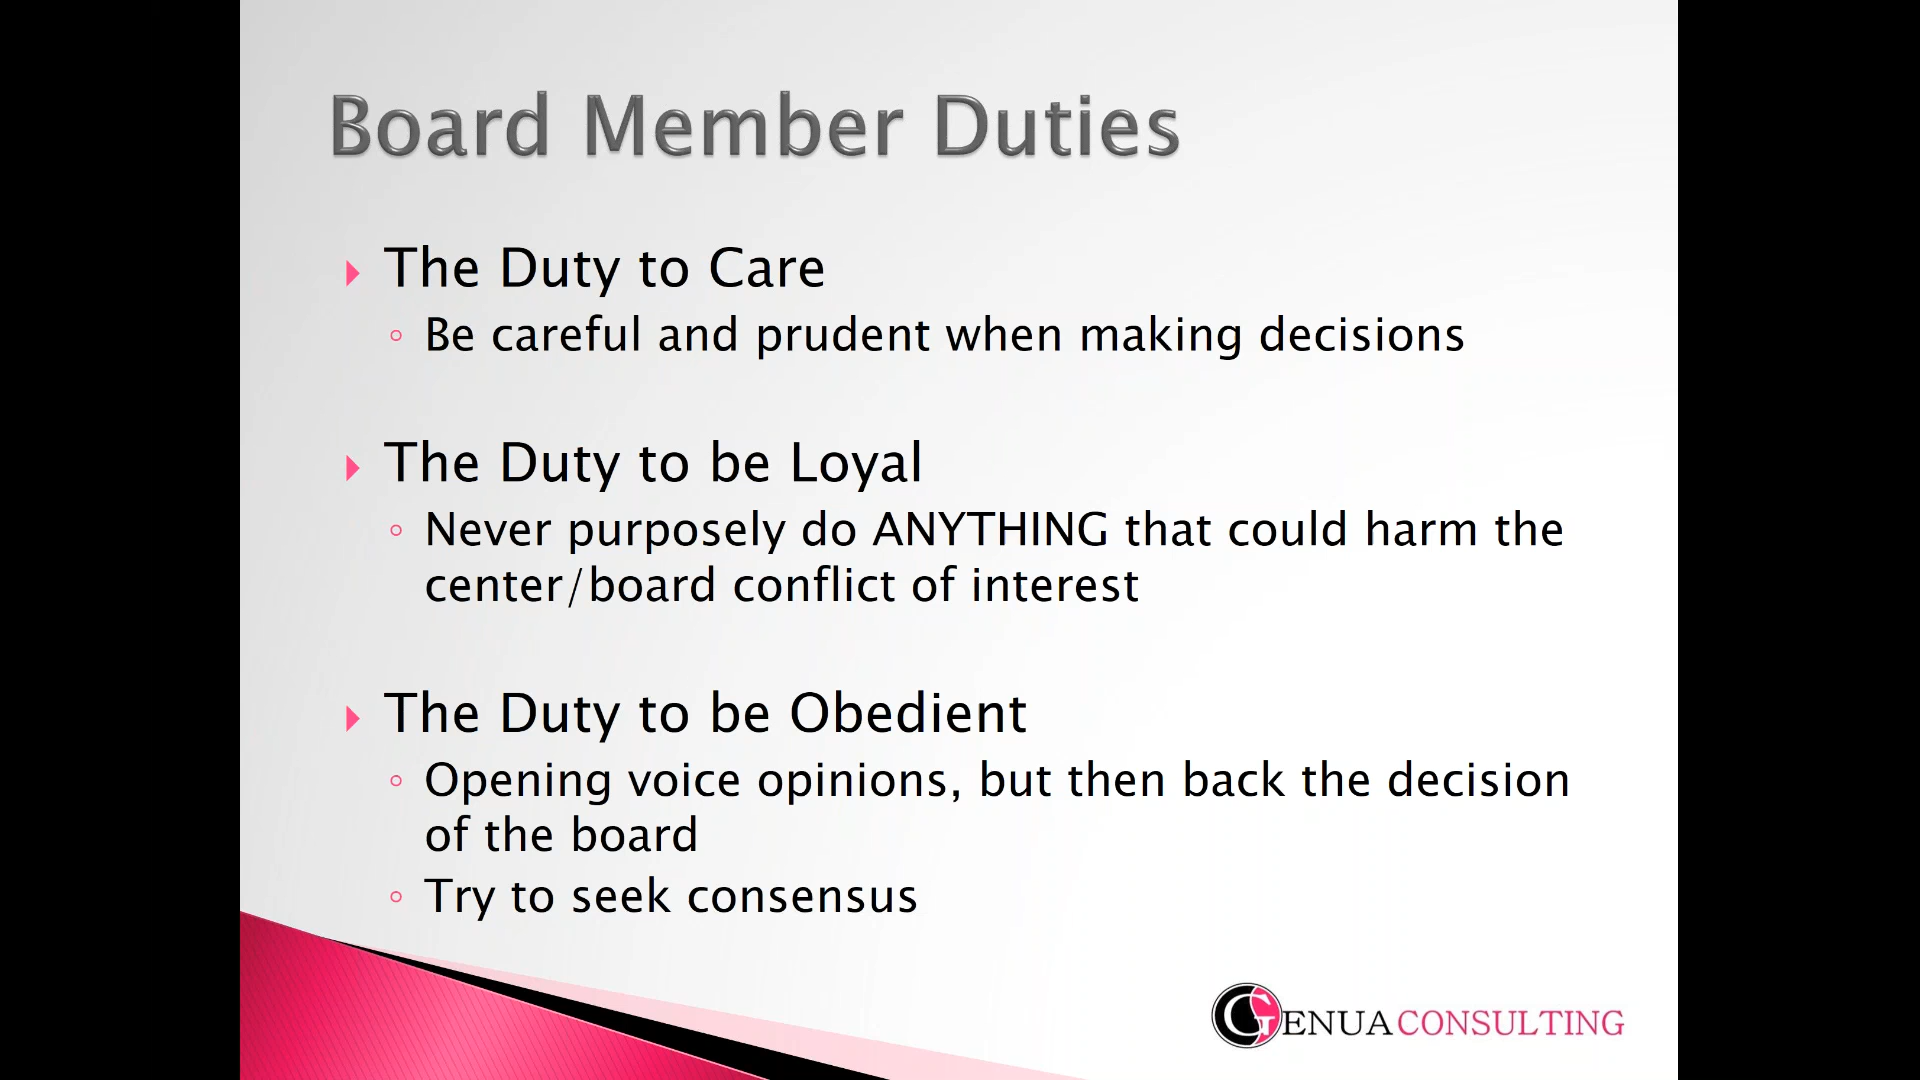 Board Member Duties
The Duty to Care
Be careful and prudent when making decisions
The Duty to be Loyal
Never purposely do ANYTHING that could harm the
center/board conflict of interest
The Duty to be Obedient
Opening voice opinions, but then back the decision
of the board
Try to seek consensus
GENUA CONSULTING